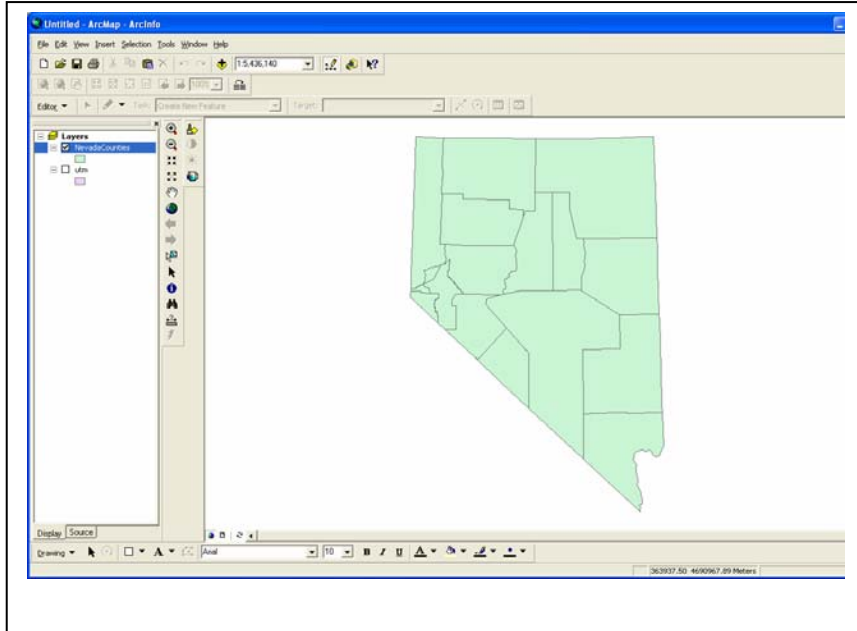 Untitled - ArcMap - ArcInfo
File Edit View Insert Selection Tools Window Help
1:5,436,140
100%
Editor Task: Create New Feature Target:
Layers
NevadaCounties
utm
Display Source
Drawing A Arial 10 B I U A
363937.50 4690967.89 Meters